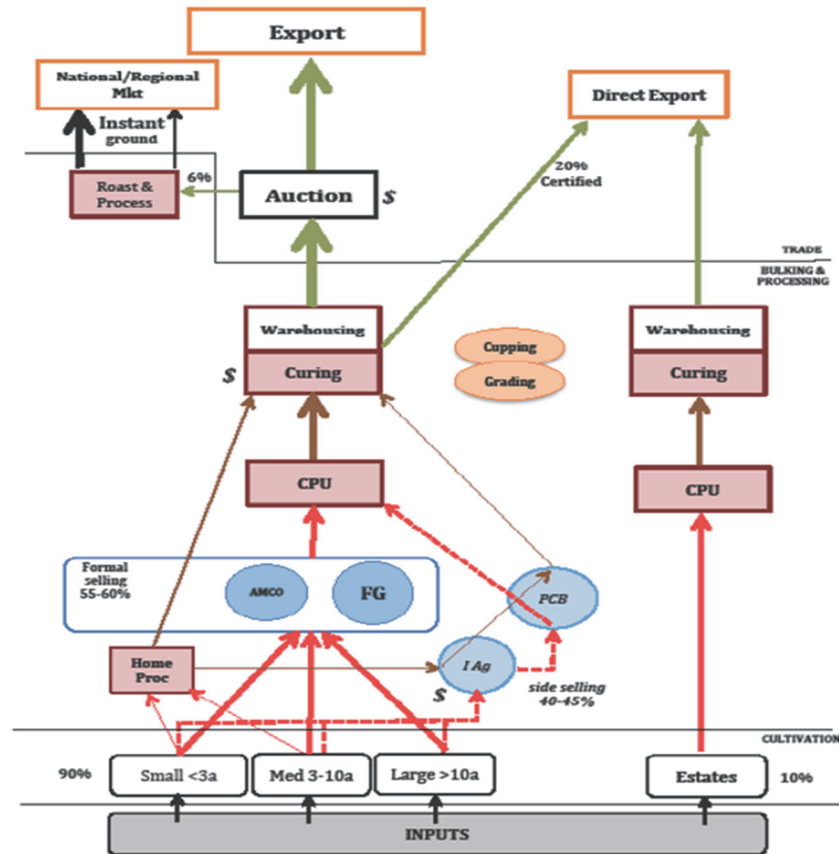 Export
National/Regional
Mkt
Direct Export
Instant
ground
20%
Certified
6%
Roast &
Process
Auction
$
TRADE
BULKING &
PROCESSING
Warehousing
Warehousing
Cupping
$
Curing
Grading
Curing
CPU
CPU
Formal
selling
55-60%
AMCO
FG
PCB
Home
Proc
I Ag
$
side selling
40-45%
CULTIVATION
90%
Small <3a
Med 3-10a
Large >10a
Estates
10%
INPUTS